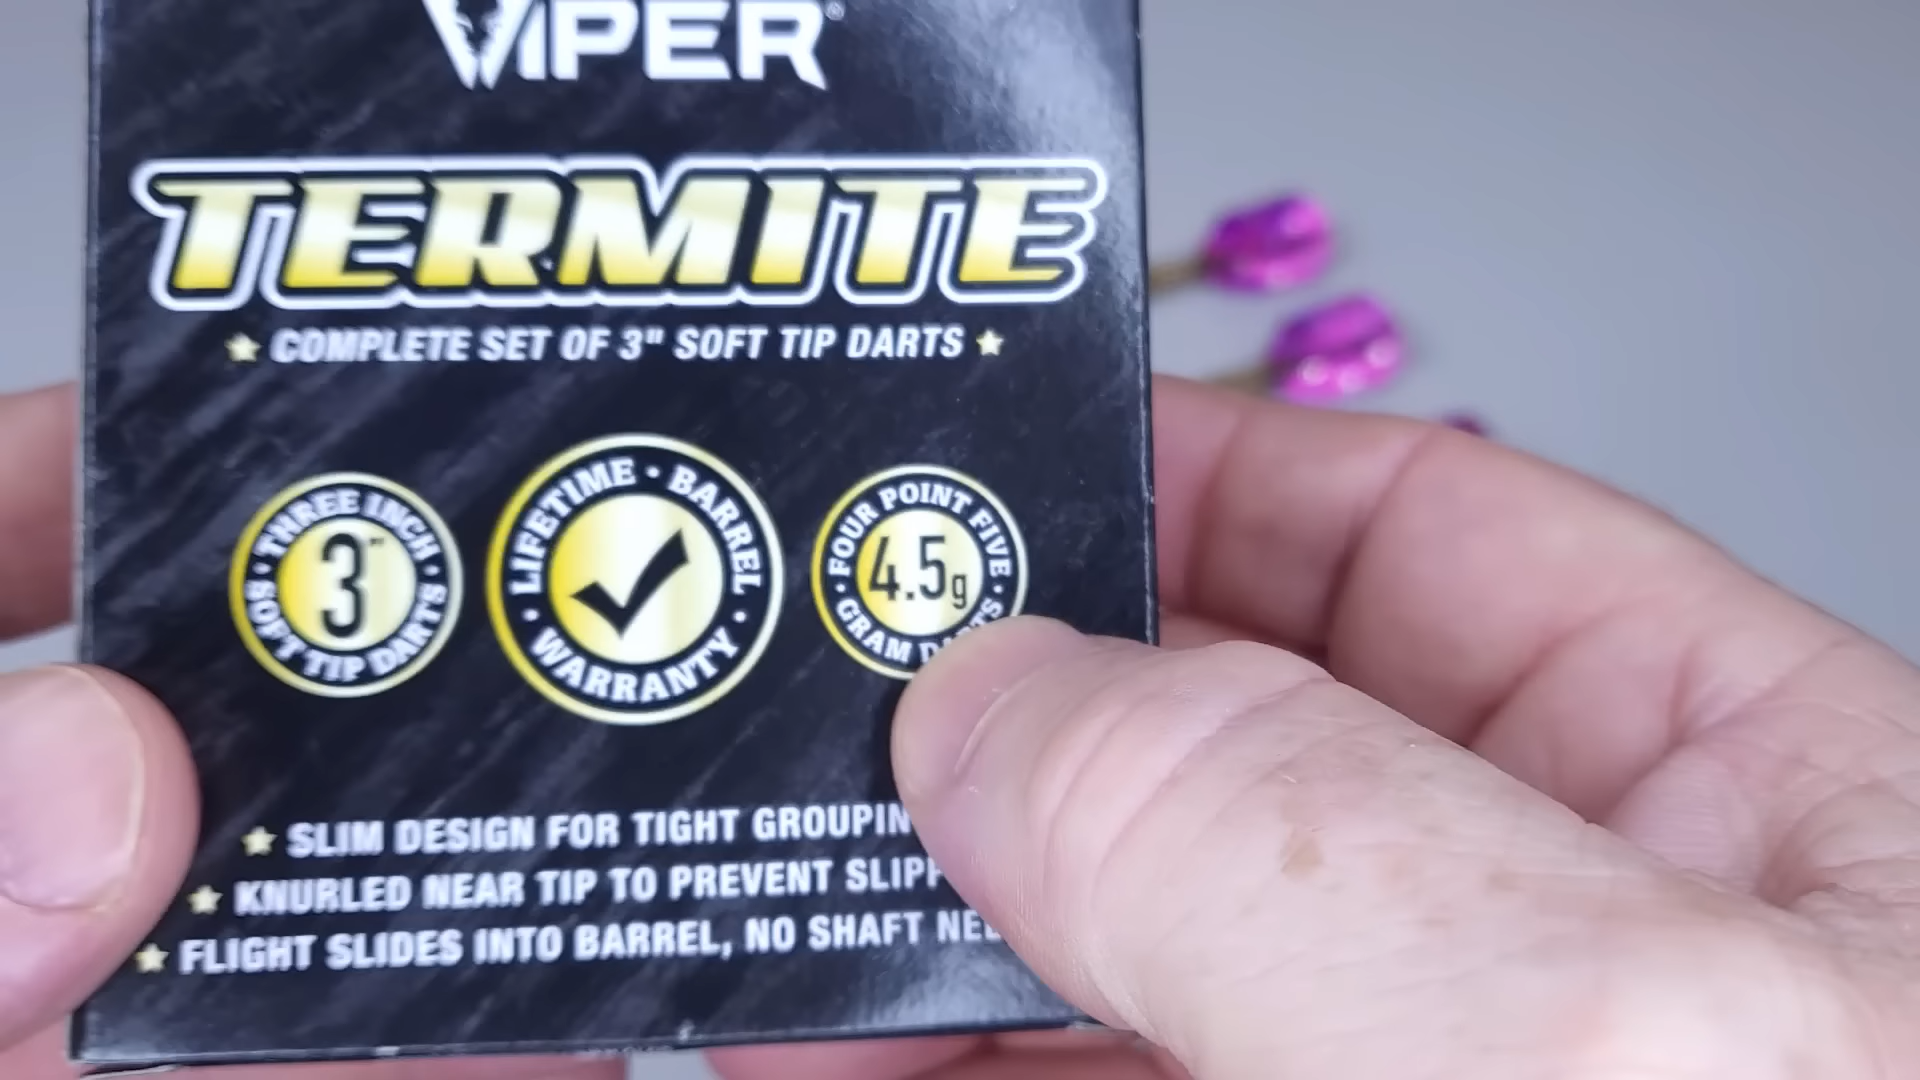 VIPER®
TERMITE
COMPLETE SET OF 3" SOFT TIP DARTS
THREE INCH
3"
SOFT TIP DARTS
LIFETIME · BARREL
WARRANTY
FOUR POINT FIVE
4.5g
GRAM
SLIM DESIGN FOR TIGHT
KNURLED NEAR TIP TO PREVENT
FLIGHT SLIDES INTO BARREL, NO SHAFT